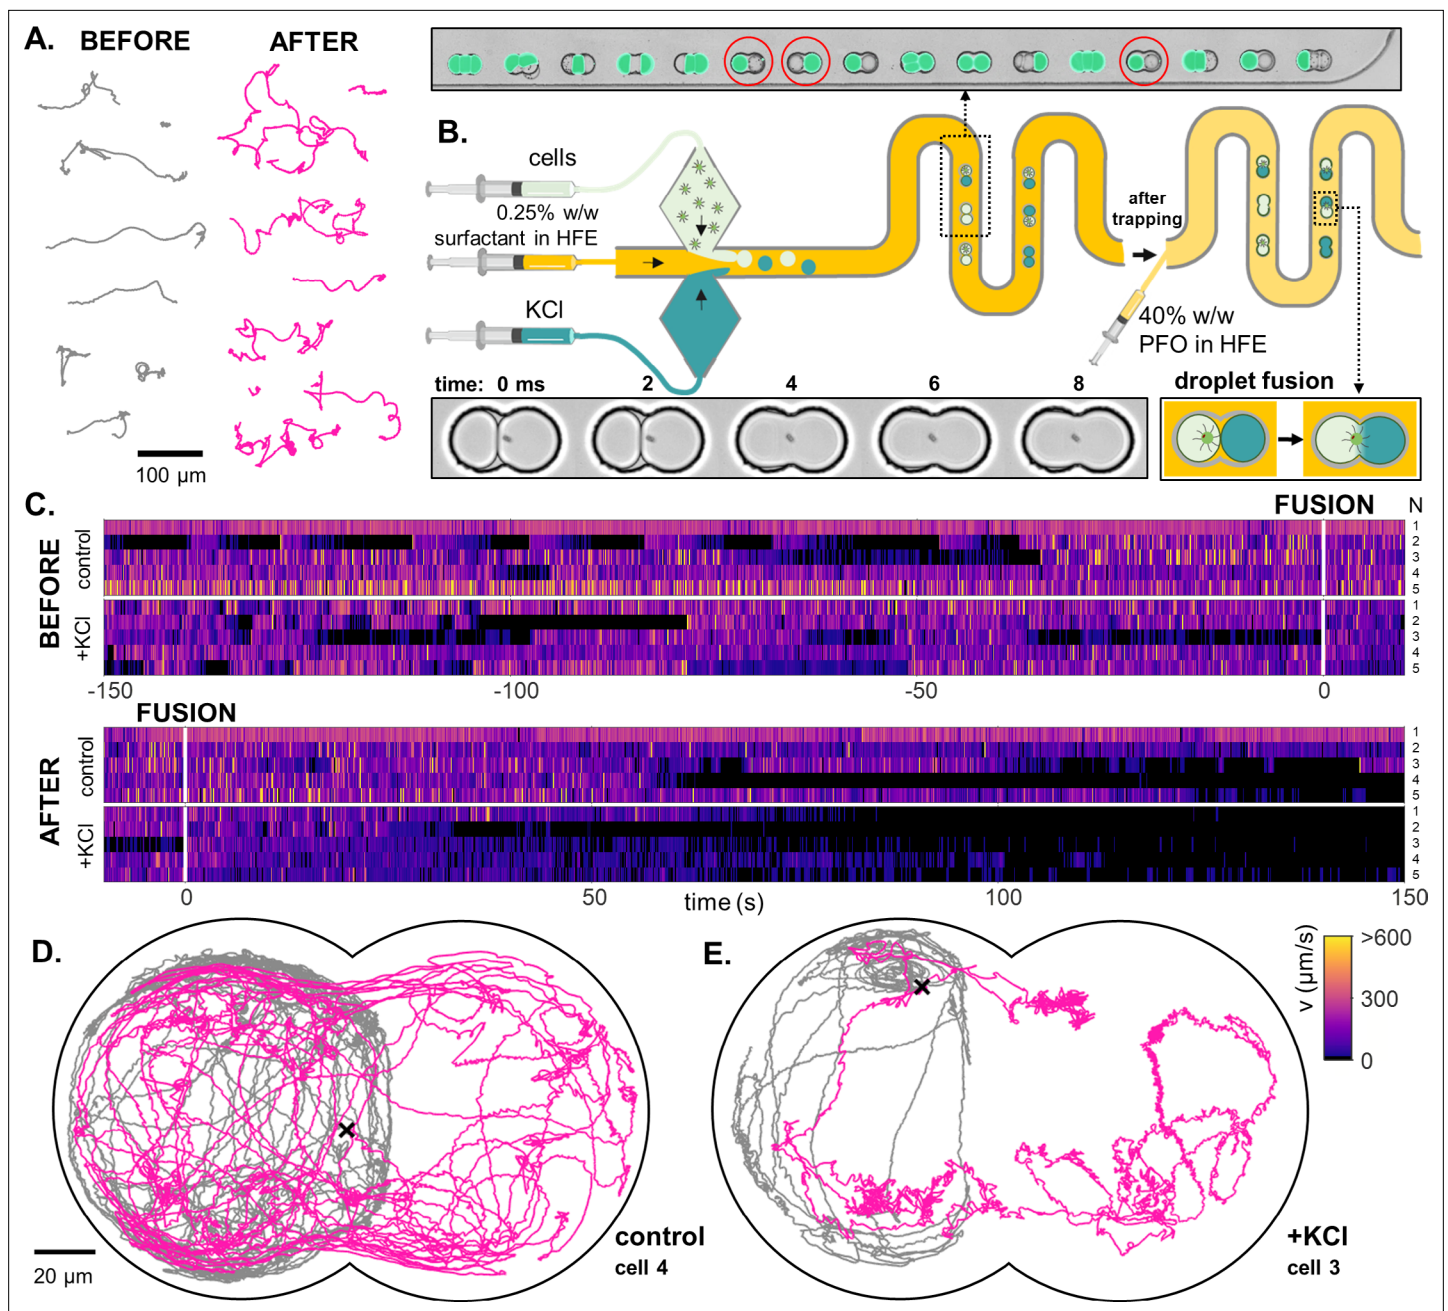 A.
BEFORE
AFTER
100 µm
B.
cells
0.25% w/w
surfactant in HFE
KCl
after
trapping
40% w/w
PFO in HFE
time: 0 ms 2 4 6 8
droplet fusion
C.
FUSION
N
BEFORE
control
1
2
3
4
5
+KCl
1
2
3
4
5
-150 -100 -50 0
FUSION
AFTER
control
1
2
3
4
5
+KCl
1
2
3
4
5
0 50 100 150
time (s)
D.
control
cell 4
20 µm
E.
+KCl
cell 3
v (µm/s)
>600
300
0